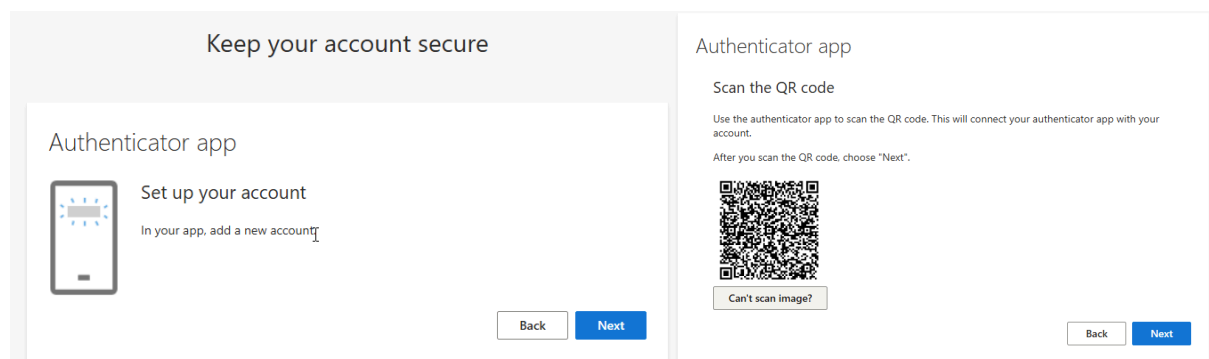 Keep your account secure
Authenticator app
Set up your account
In your app, add a new account.
Back
Next
Authenticator app
Scan the QR code
Use the authenticator app to scan the QR code. This will connect your authenticator app with your
account.
After you scan the QR code, choose "Next".
Can't scan image?
Back
Next